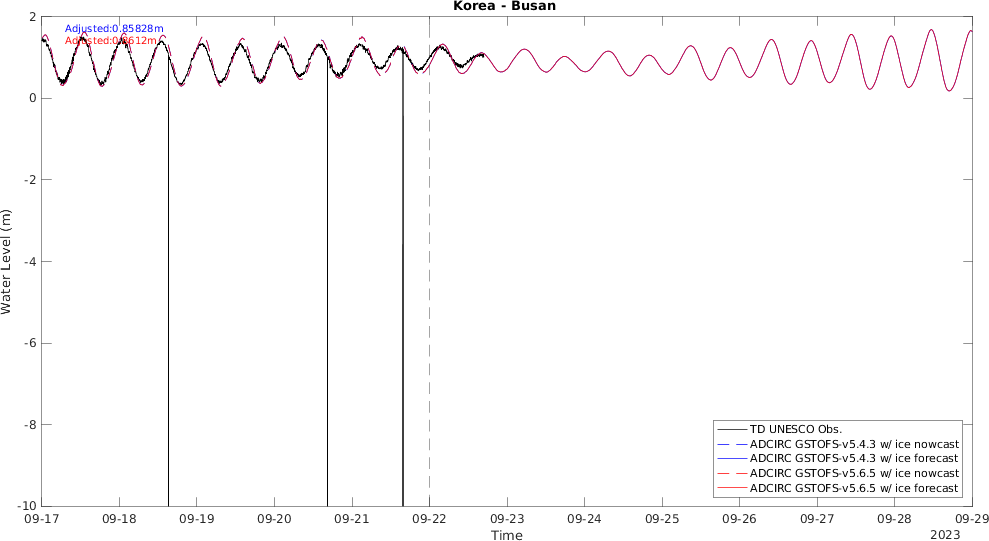 Korea - Busan
Adjusted:0.85828m
Adjusted:0.8612m
Water Level (m)
2
0
-2
-4
-6
-8
-10
TD UNESCO Obs.
ADCIRC GSTOFS-v5.4.3 w/ ice nowcast
ADCIRC GSTOFS-v5.4.3 w/ ice forecast
ADCIRC GSTOFS-v5.6.5 w/ ice nowcast
ADCIRC GSTOFS-v5.6.5 w/ ice forecast
09-17 09-18 09-19 09-20 09-21 09-22 09-23 09-24 09-25 09-26 09-27 09-28 09-29
Time
2023